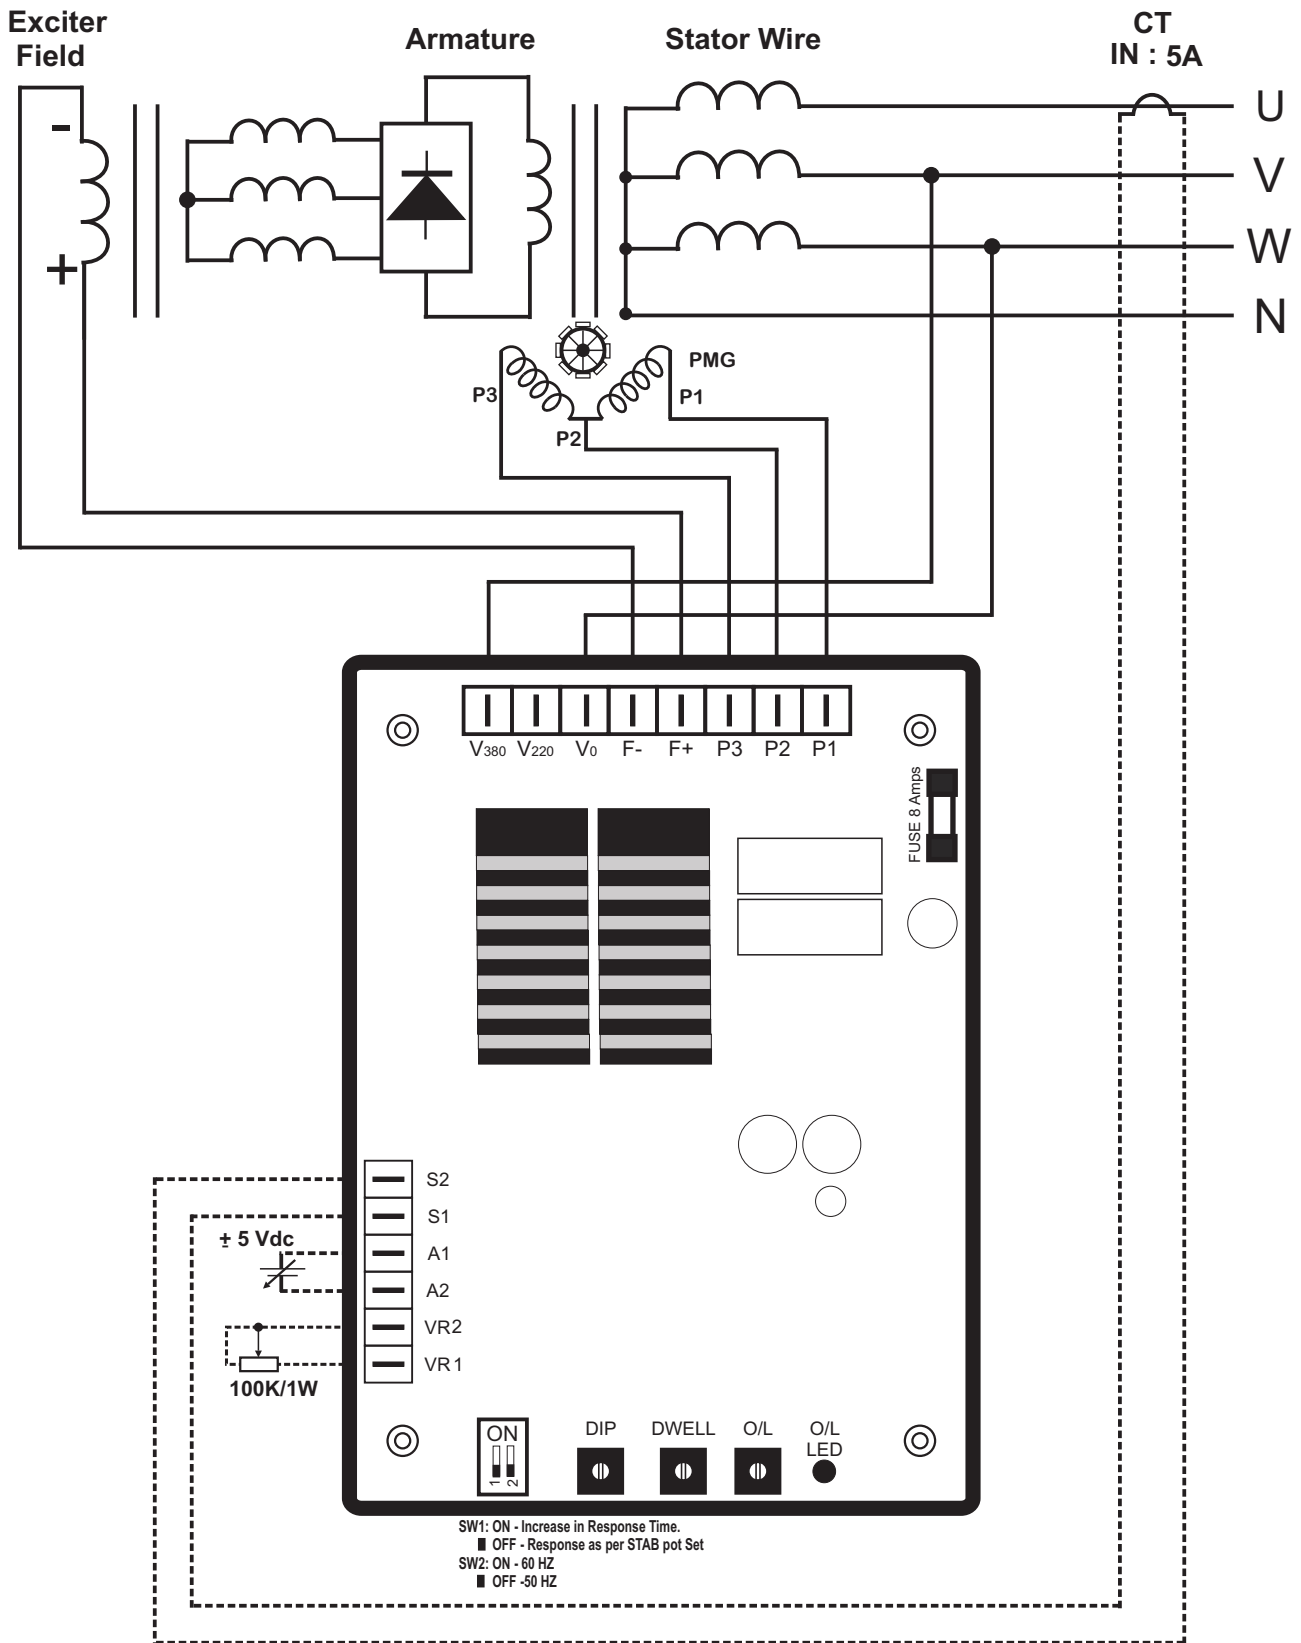 Exciter
Field
Armature
Stator Wire
CT
IN : 5A
-
+
U
V
W
N
PMG
P3
P1
P2
V380 V220 V0 F- F+ P3 P2 P1
FUSE 8 Amps
S2
S1
± 5 Vdc
A1
A2
VR2
VR1
100K/1W
ON
1 2
DIP
DWELL
O/L
O/L
LED
SW1: ON - Increase in Response Time.
OFF - Response as per STAB pot Set
SW2: ON - 60 HZ
OFF -50 HZ